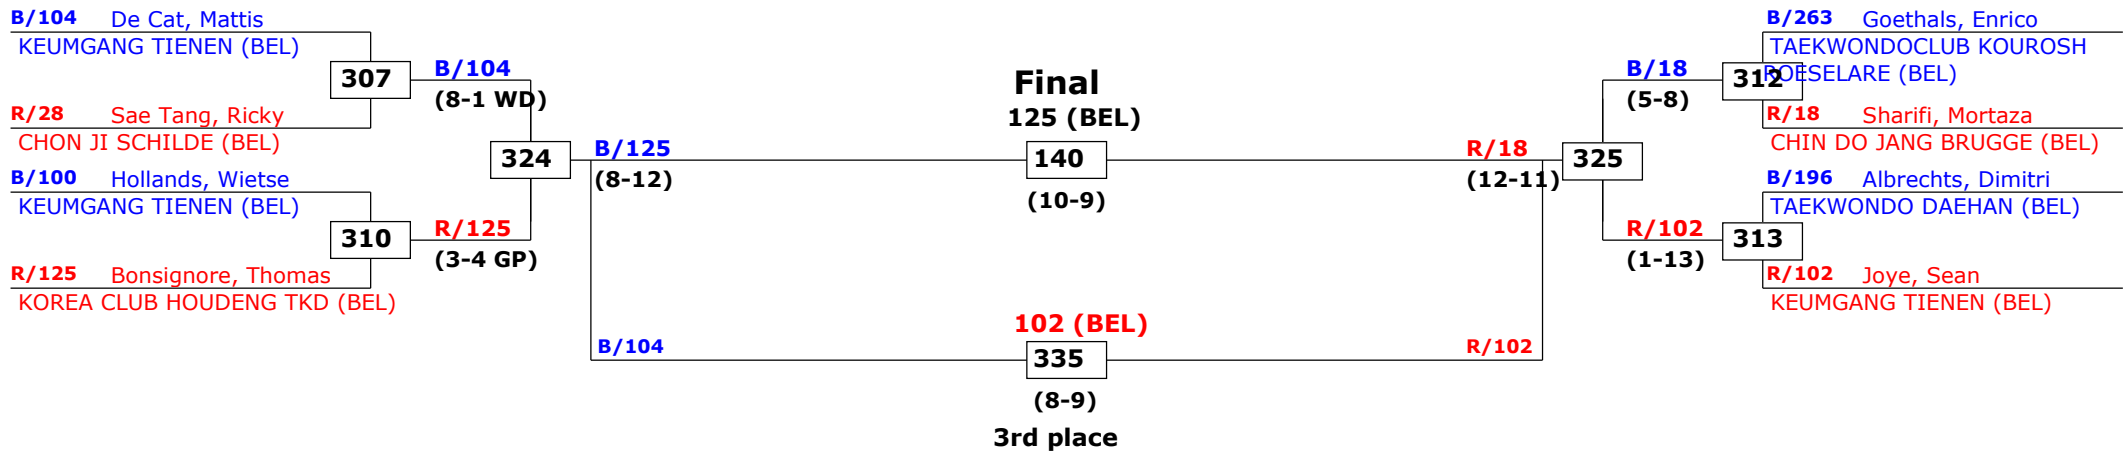 B/104 De Cat, Mattis
KEUMGANG TIENEN (BEL)
307
R/28 Sae Tang, Ricky
CHON JI SCHILDE (BEL)
B/100 Hollands, Wietse
KEUMGANG TIENEN (BEL)
310
R/125 Bonsignore, Thomas
KOREA CLUB HOUDENG TKD (BEL)
B/104
(8-1 WD)
324
R/125
(3-4 GP)
B/125
(8-12)
Final
125 (BEL)
140
(10-9)
R/18
(12-11)
325
B/104
102 (BEL)
335
(8-9)
3rd place
R/102
B/18
(5-8)
R/102
(1-13)
B/263 Goethals, Enrico
TAEKWONDOCLUB KOUROSH
ROESELARE (BEL)
312
R/18 Sharifi, Mortaza
CHIN DO JANG BRUGGE (BEL)
B/196 Albrechts, Dimitri
TAEKWONDO DAEHAN (BEL)
313
R/102 Joye, Sean
KEUMGANG TIENEN (BEL)